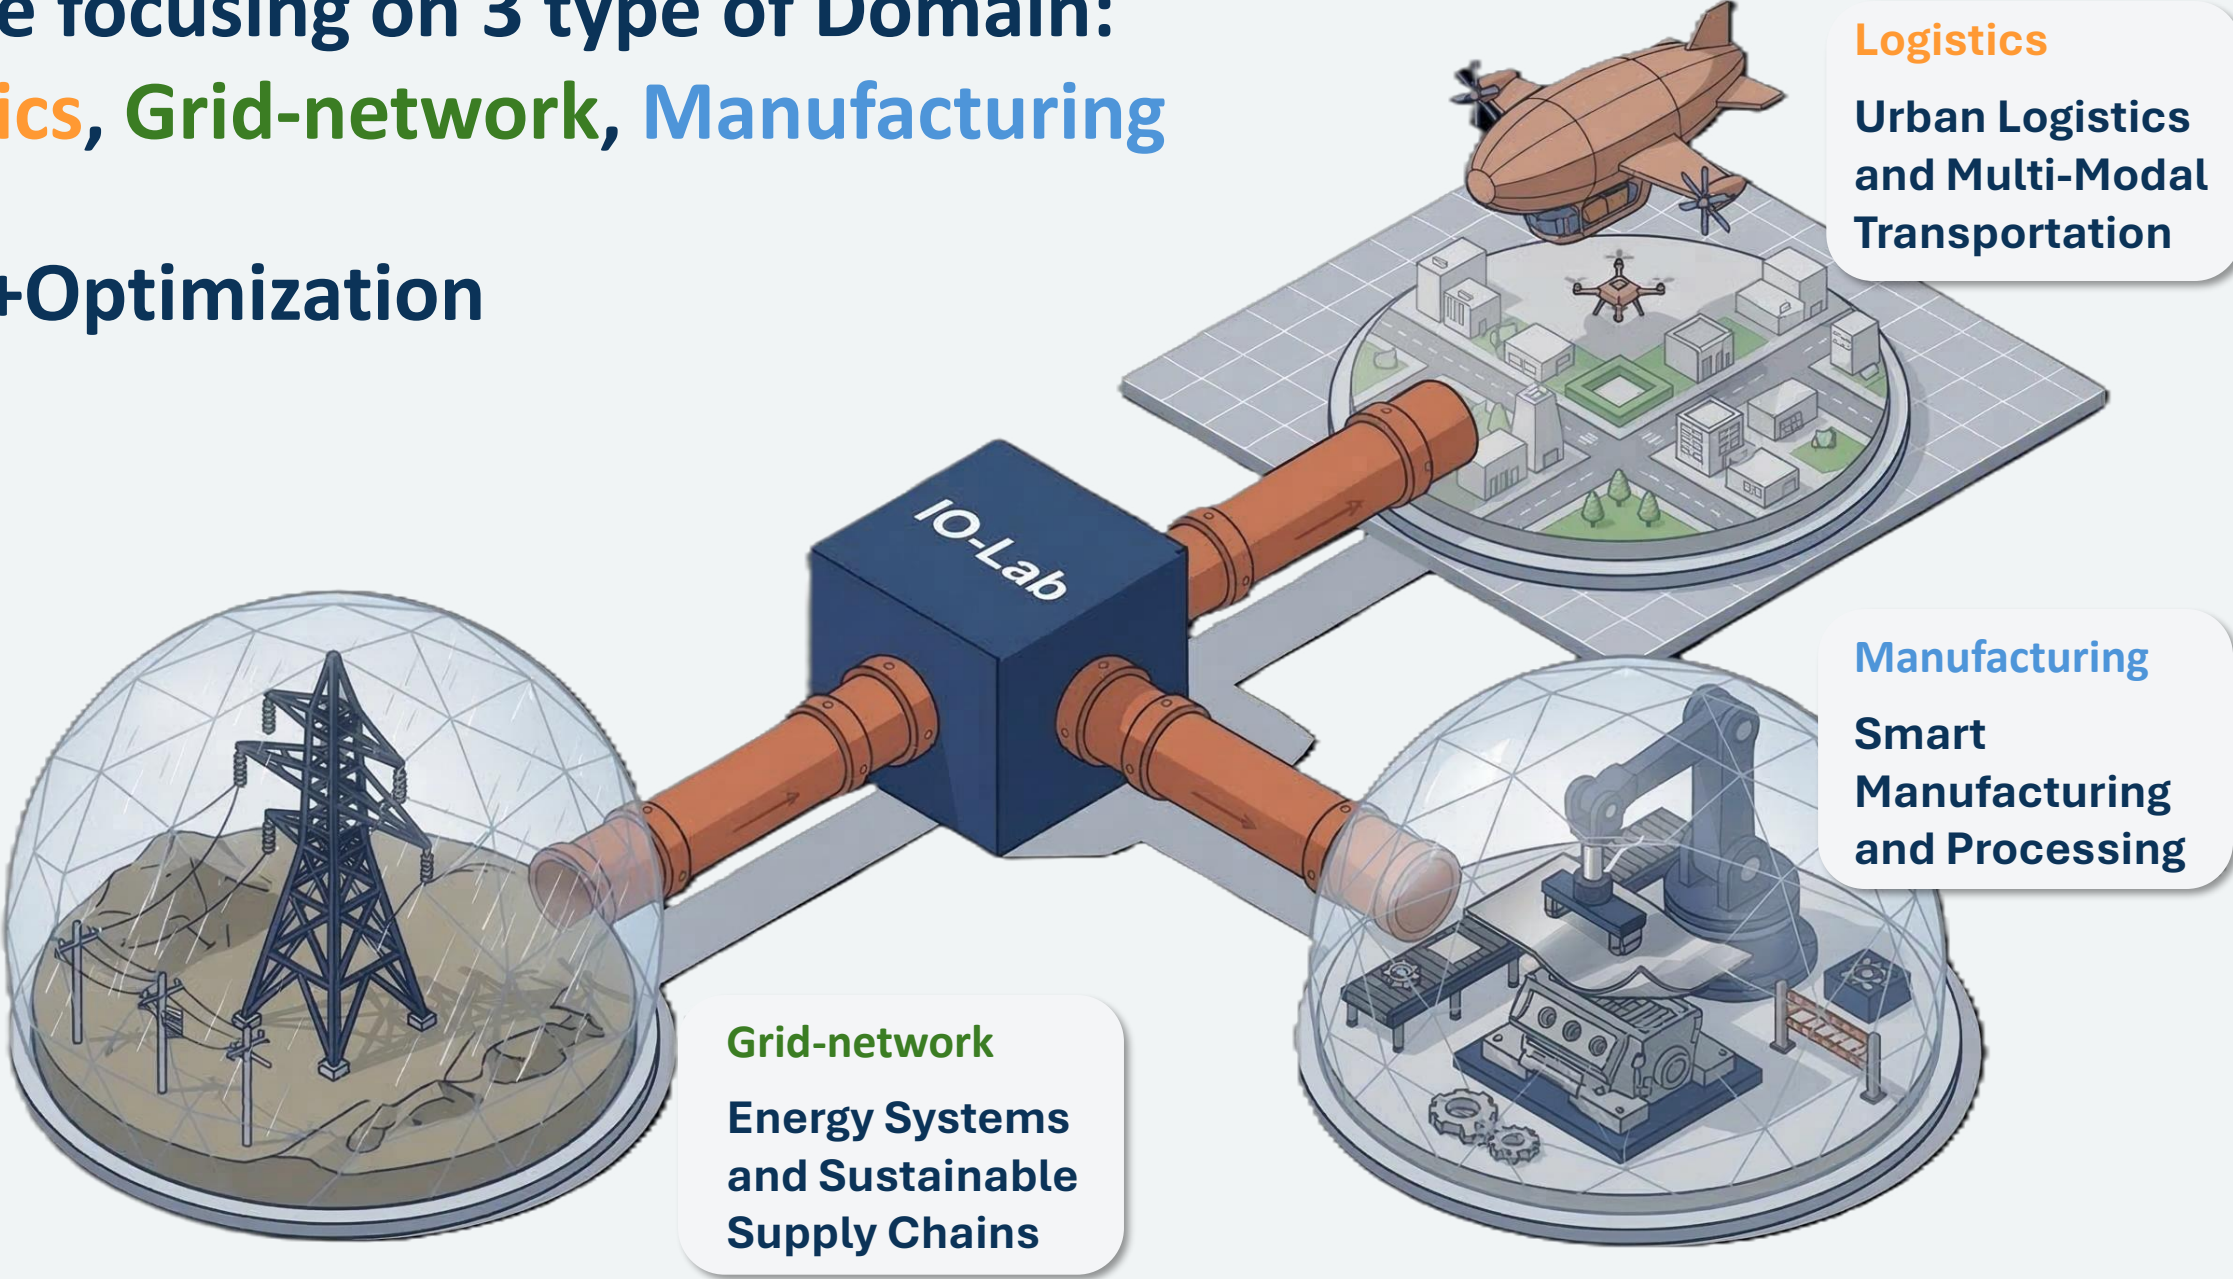 e focusing on 3 type of Domain:
ics, Grid-network, Manufacturing
+Optimization
Logistics
Urban Logistics
and Multi-Modal
Transportation
IO-Lab
Manufacturing
Smart
Manufacturing
and Processing
Grid-network
Energy Systems
and Sustainable
Supply Chains